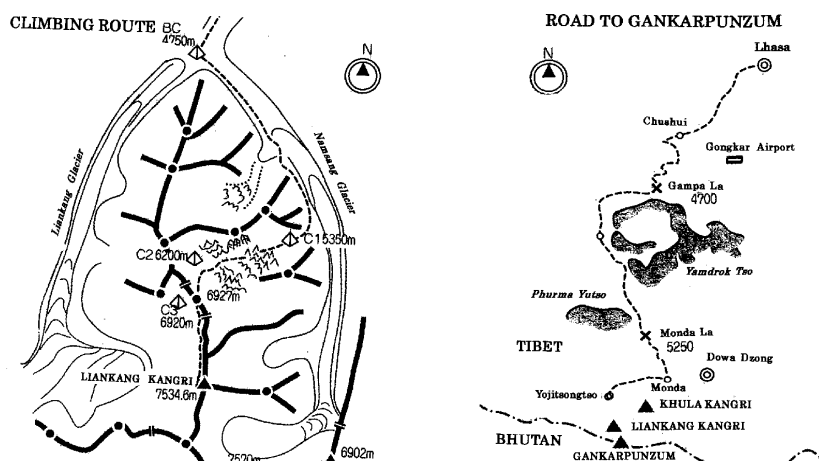 CLIMBING ROUTE
BC
4750m
N
Liankang Glacier
Namsang Glacier
C1 5350m
C2 6200m
6927m
C3
6920m
LIANKANG KANGRI
7534.6m
6902m
ROAD TO GANKARPUNZUM
N
Lhasa
Chushui
Gongkar Airport
Gampa La
4700
Yamdrok Tso
Phurma Yutso
Monda La
5250
TIBET
Dowa Dzong
Monda
Yojitsongtso
KHULA KANGRI
LIANKANG KANGRI
BHUTAN
GANKARPUNZUM